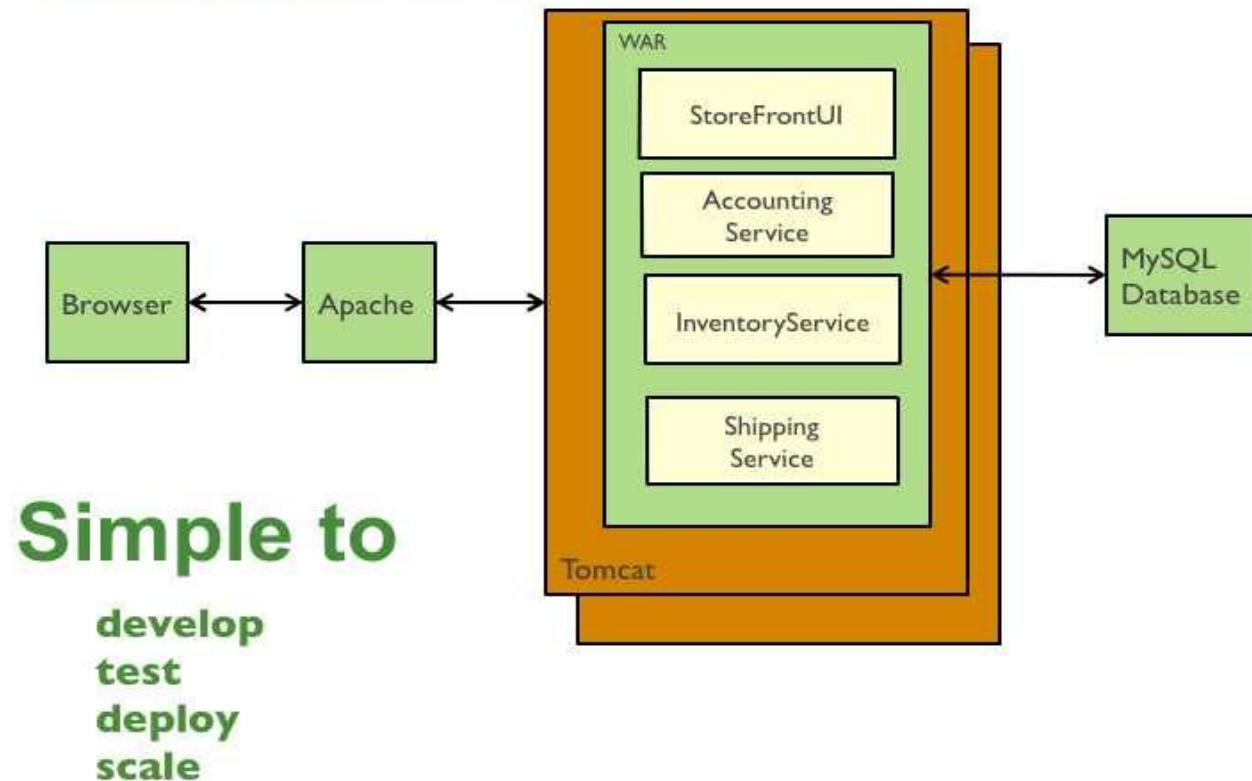 WAR
StoreFrontUI
Accounting
Service
Browser
Apache
InventoryService
MySQL
Database
Shipping
Service
Tomcat
Simple to
develop
test
deploy
scale